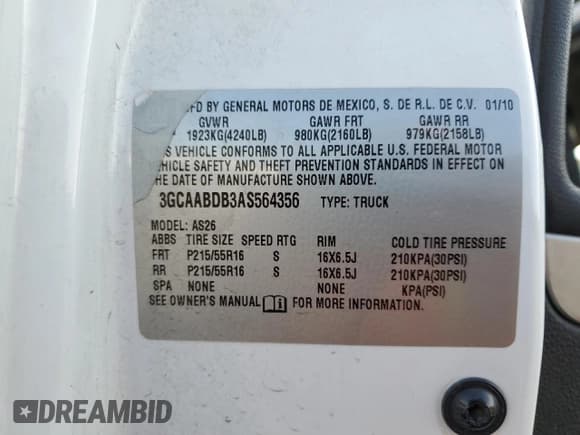 MFD BY GENERAL MOTORS DE MEXICO, S. DE R.L. DE C.V. 01/10
GVWR GAWR FRT GAWR RR
1923KG(4240LB) 980KG(2160LB) 979KG(2158LB)
VEHICLE CONFORMS TO ALL APPLICABLE U.S. FEDERAL MOTOR
VEHICLE SAFETY AND THEFT PREVENTION STANDARDS IN EFFECT ON
THE DATE OF MANUFACTURE SHOWN ABOVE.
3GCAABDB3AS564356 TYPE: TRUCK
MODEL: AS26
ABBS TIRE SIZE SPEED RTG RIM COLD TIRE PRESSURE
FRT P215/55R16 S 16X6.5J 210KPA(30PSI)
RR P215/55R16 S 16X6.5J 210KPA(30PSI)
SPA NONE NONE KPA(PSI)
SEE OWNER'S MANUAL FOR MORE INFORMATION.
DREAMBID